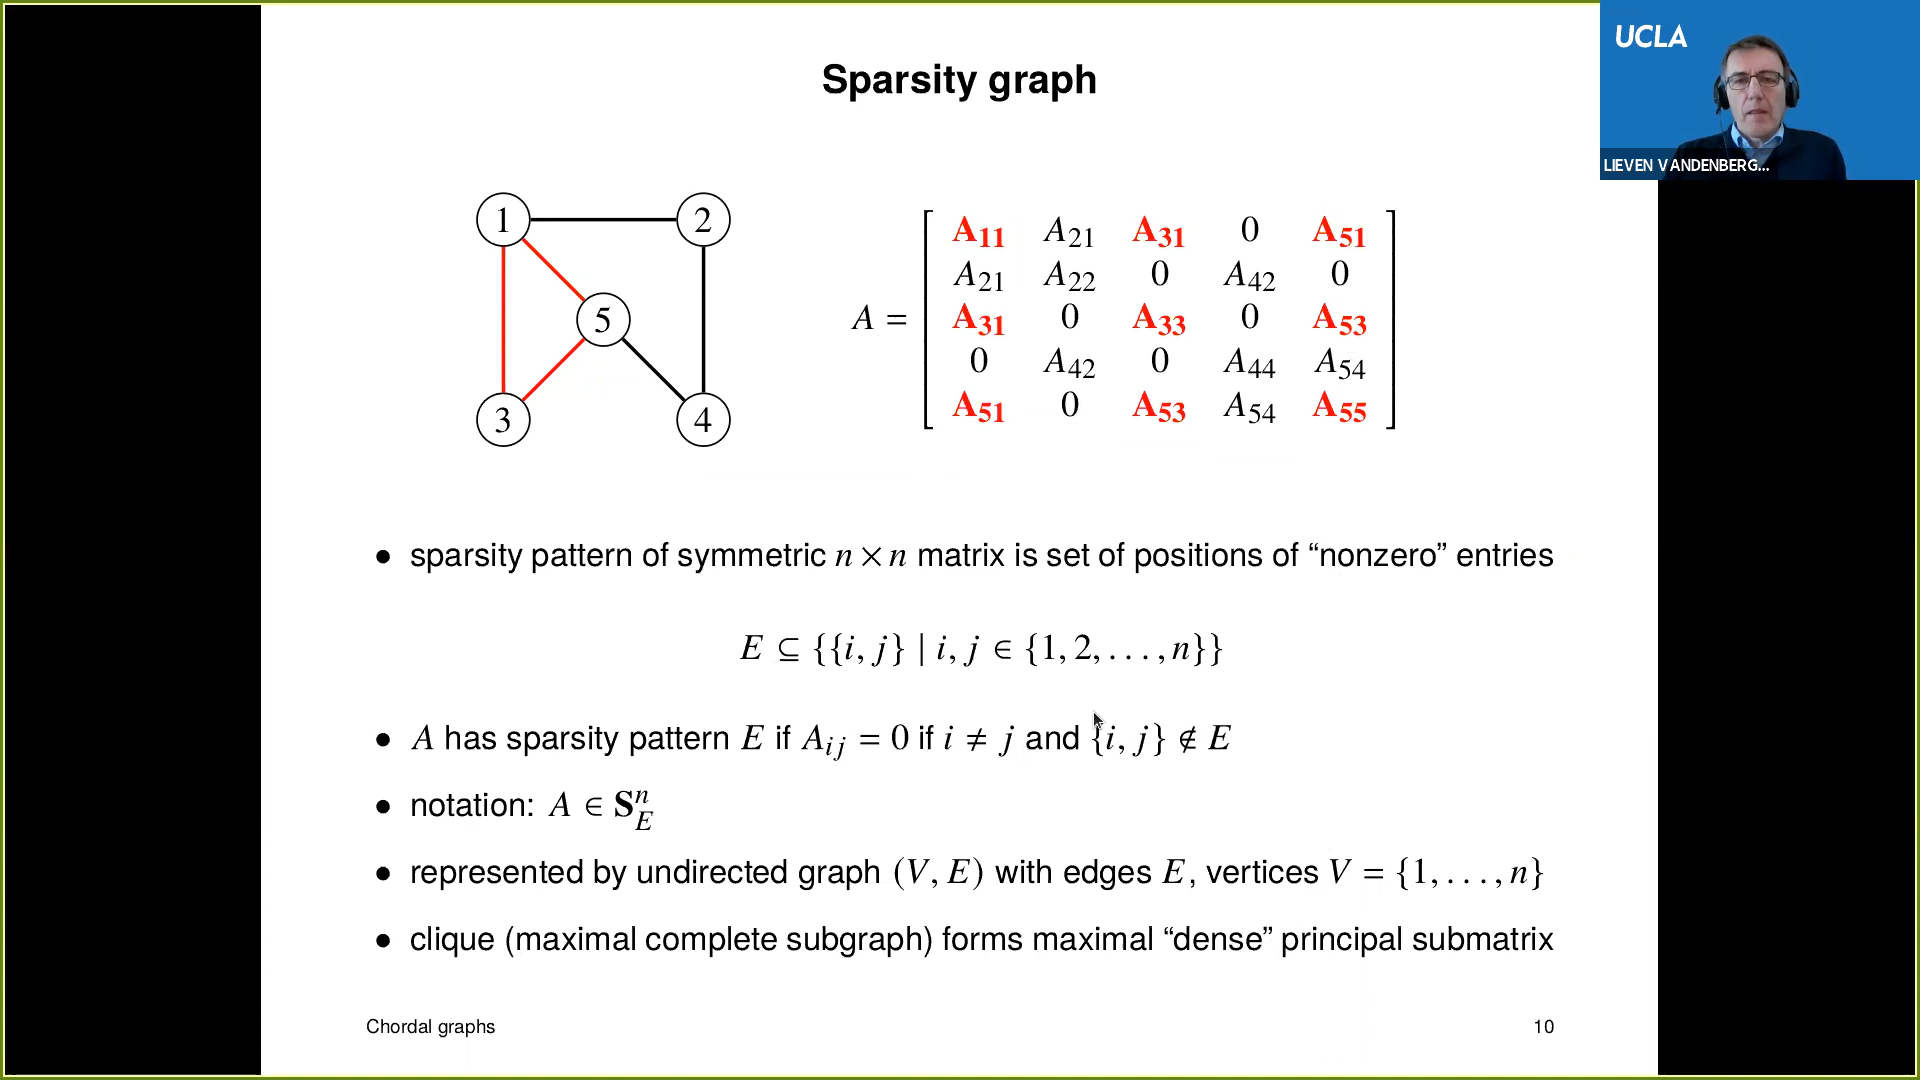 UCLA
LIEVEN VANDENBERG...
Sparsity graph
1 2
5
3 4
A =
A₁₁ A₂₁ A₃₁ 0 A₅₁
A₂₁ A₂₂ 0 A₄₂ 0
A₃₁ 0 A₃₃ 0 A₅₃
0 A₄₂ 0 A₄₄ A₅₄
A₅₁ 0 A₅₃ A₅₄ A₅₅
• sparsity pattern of symmetric n × n matrix is set of positions of “nonzero” entries
E ⊆ {{i, j} | i, j ∈ {1, 2, . . . , n}}
• A has sparsity pattern E if A_{ij} = 0 if i ≠ j and {i, j} ∉ E
• notation: A ∈ S^n_E
• represented by undirected graph (V, E) with edges E, vertices V = {1, . . . , n}
• clique (maximal complete subgraph) forms maximal “dense” principal submatrix
Chordal graphs 10